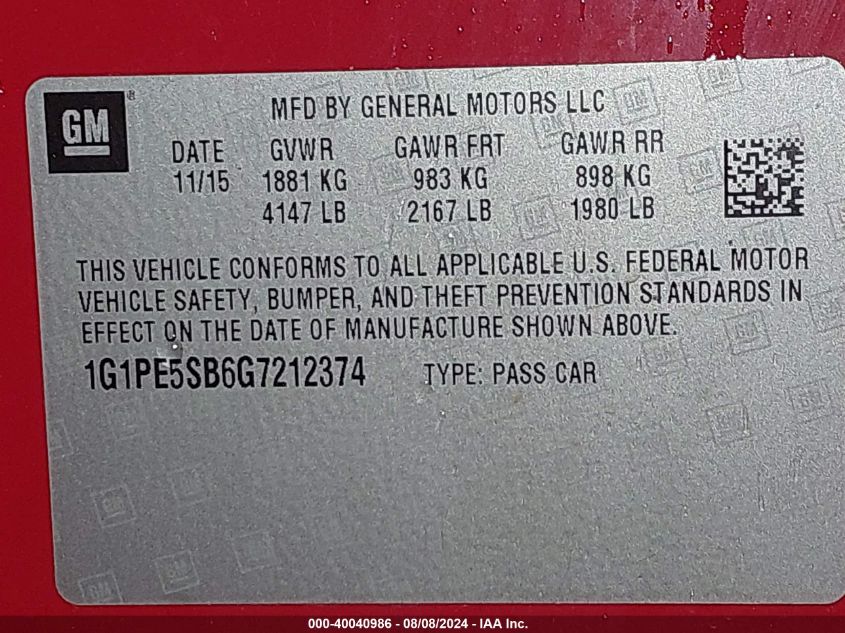 GM®
MFD BY GENERAL MOTORS LLC
DATE GVWR GAWR FRT GAWR RR
11/15 1881 KG 983 KG 898 KG
4147 LB 2167 LB 1980 LB
THIS VEHICLE CONFORMS TO ALL APPLICABLE U.S. FEDERAL MOTOR
VEHICLE SAFETY, BUMPER, AND THEFT PREVENTION STANDARDS IN
EFFECT ON THE DATE OF MANUFACTURE SHOWN ABOVE.
1G1PE5SB6G7212374 TYPE: PASS CAR
000-40040986 - 08/08/2024 - IAA Inc.